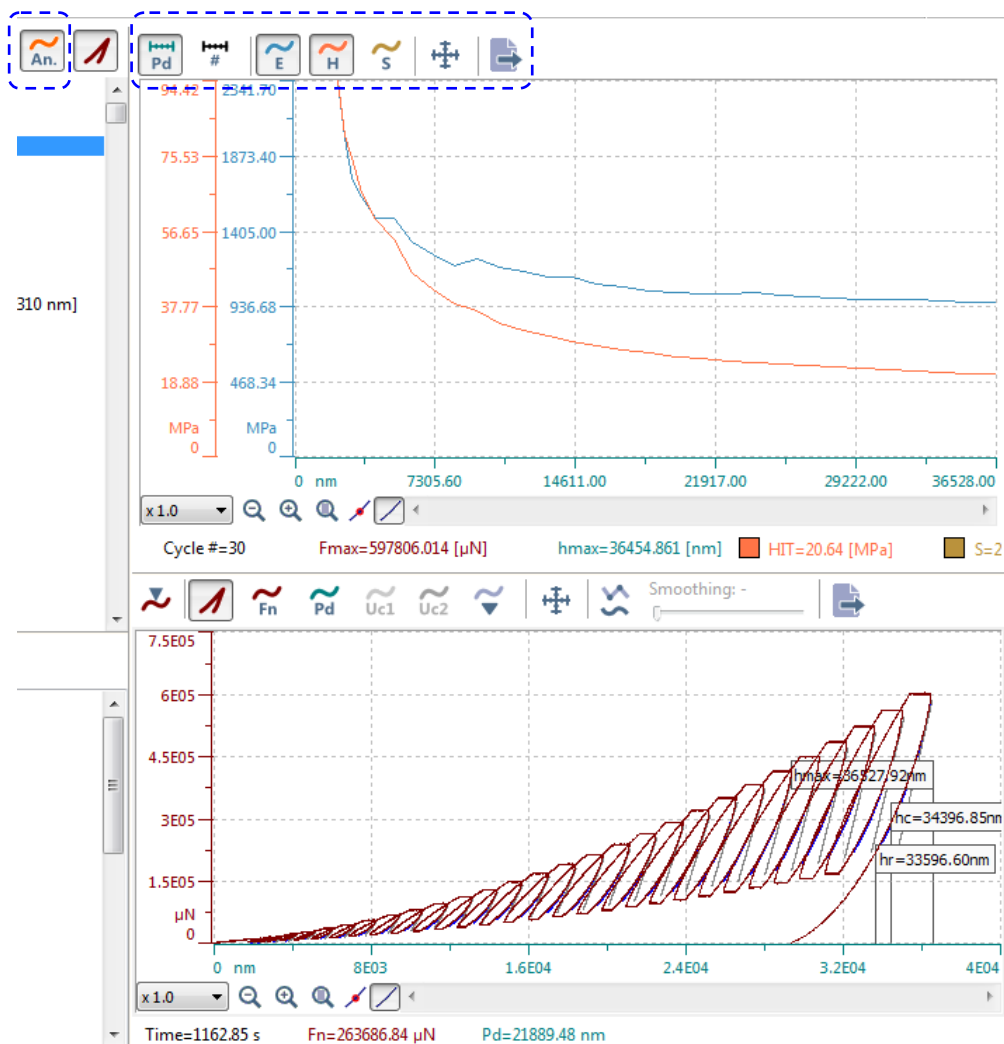 An.
Pd # E H S
94.42 2341.70
75.53 1873.40
56.65 1405.00
310 nm]
37.77 936.68
18.88 468.34
MPa MPa
0 0
0 nm 7305.60 14611.00 21917.00 29222.00 36528.00
x 1.0
Cycle #=30 Fmax=597806.014 [µN] hmax=36454.861 [nm] HIT=20.64 [MPa] S=2
Fn Pd Uc1 Uc2 Smoothing: -
7.5E05
6E05
4.5E05
hmax=36527.92nm
3E05
hc=34396.85nm
hr=33596.60nm
1.5E05
µN
0
0 nm 8E03 1.6E04 2.4E04 3.2E04 4E04
x 1.0
Time=1162.85 s Fn=263686.84 µN Pd=21889.48 nm